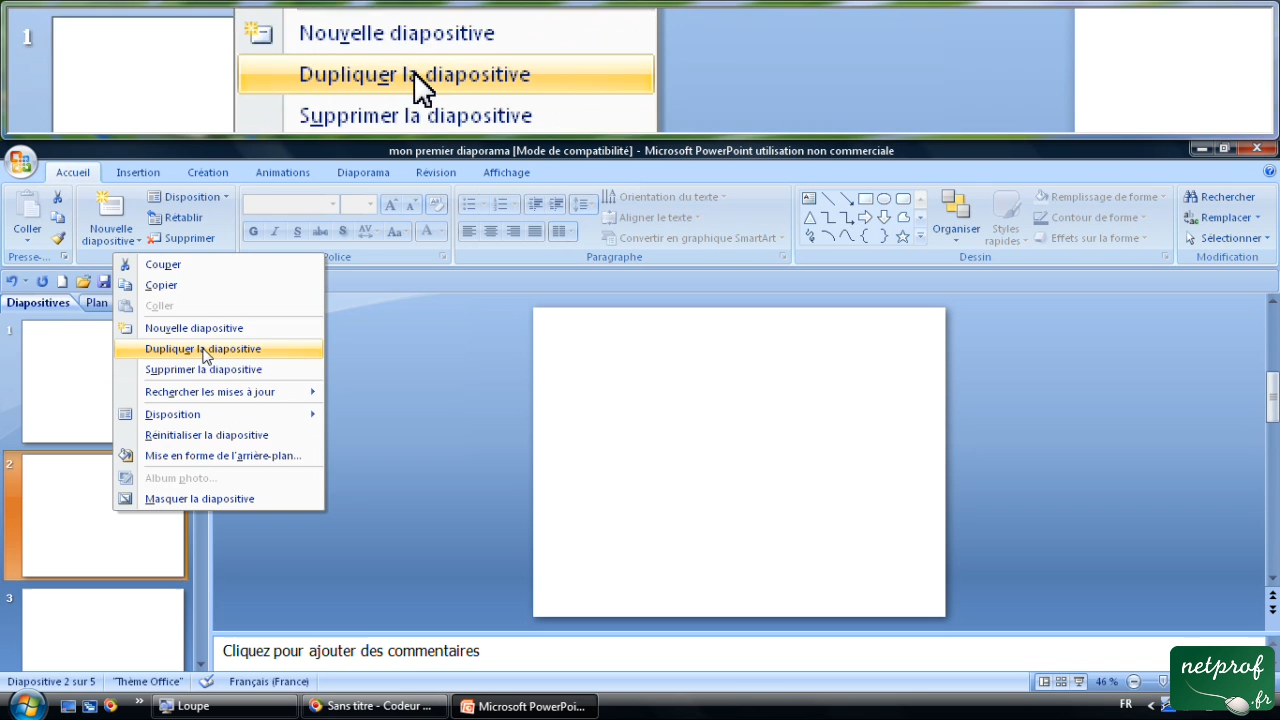 1
Nouvelle diapositive
Dupliquer la diapositive
Supprimer la diapositive
mon premier diaporama [Mode de compatibilité] - Microsoft PowerPoint utilisation non commerciale
Accueil Insertion Création Animations Diaporama Révision Affichage
Coller
Presse-...
Nouvelle diapositive
Disposition
Rétablir
Supprimer
G I S abc AV Aa A
Police
Paragraphe
Orientation du texte
Aligner le texte
Convertir en graphique SmartArt
Organiser
Styles rapides
Remplissage de forme
Contour de forme
Effets sur la forme
Dessin
Rechercher
Remplacer
Sélectionner
Modification
Diapositives Plan
Couper
Copier
Coller
Nouvelle diapositive
Dupliquer la diapositive
Supprimer la diapositive
Rechercher les mises à jour
Disposition
Réinitialiser la diapositive
Mise en forme de l'arrière-plan...
Album photo...
Masquer la diapositive
1
2
3
Cliquez pour ajouter des commentaires
Diapositive 2 sur 5 "Thème Office" Français (France) 46 %
Loupe
Sans titre - Codeur ...
Microsoft PowerPoi...
FR
netprof
.fr